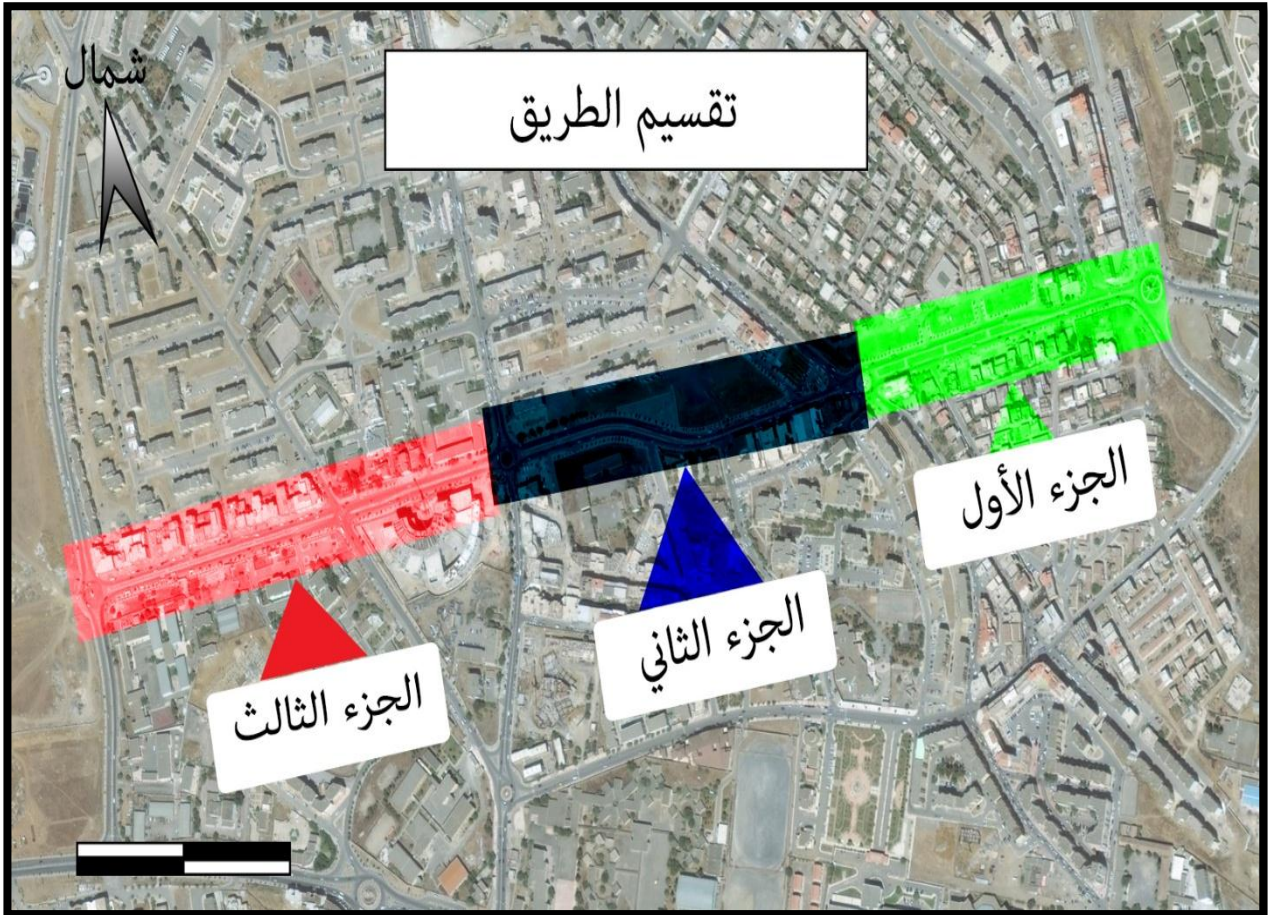 شمال
تقسيم الطريق
الجزء الأول
الجزء الثاني
الجزء الثالث